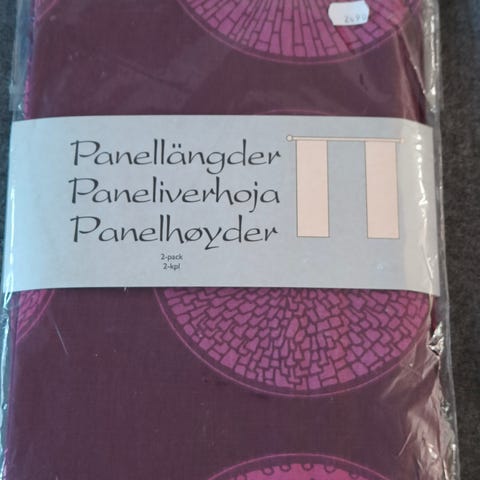 Panellängder
Paneliverhoja
Panelhøyder
2-pack
2-kpl